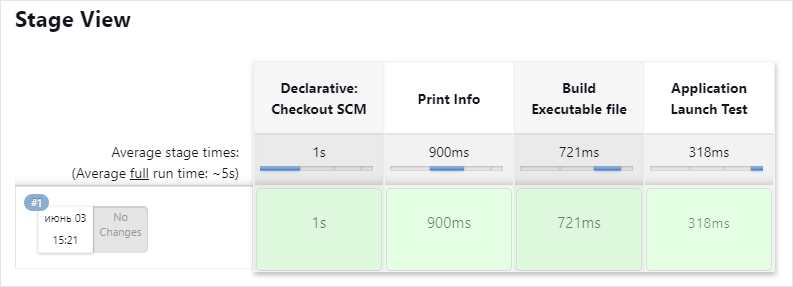 Stage View
Declarative:
Checkout SCM
Print Info
Build
Executable file
Application
Launch Test
Average stage times:
(Average full run time: ~5s)
1s
900ms
721ms
318ms
#1
июнь 03
15:21
No
Changes
1s
900ms
721ms
318ms